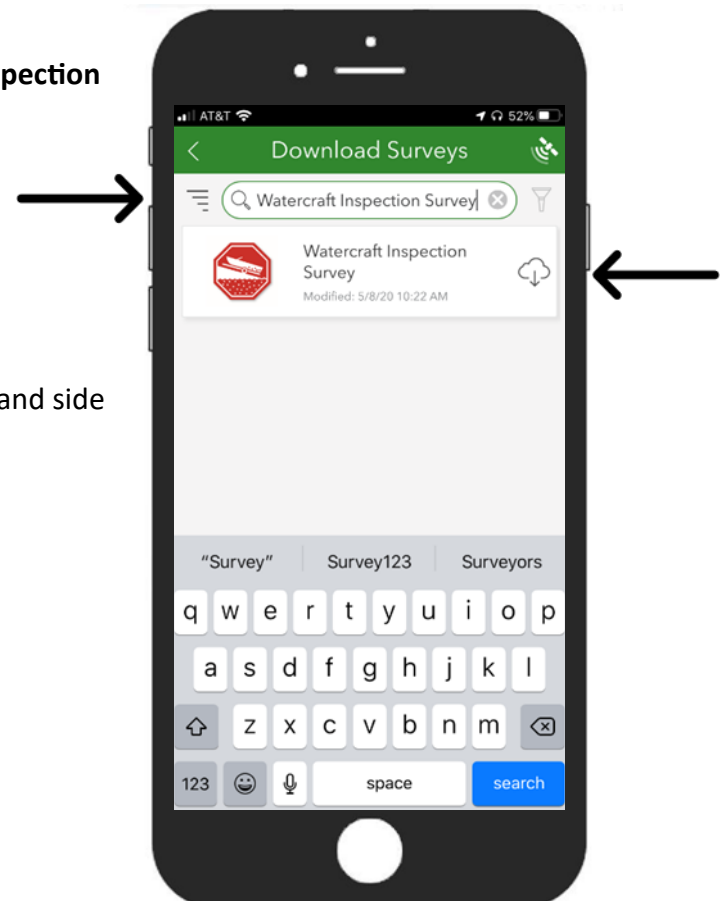 pection
AT&T 52%
Download Surveys
Watercraft Inspection Survey
Watercraft Inspection
Survey
Modified: 5/8/20 10:22 AM
and side
“Survey” Survey123 Surveyors
q w e r t y u i o p
a s d f g h j k l
z x c v b n m
123 space search